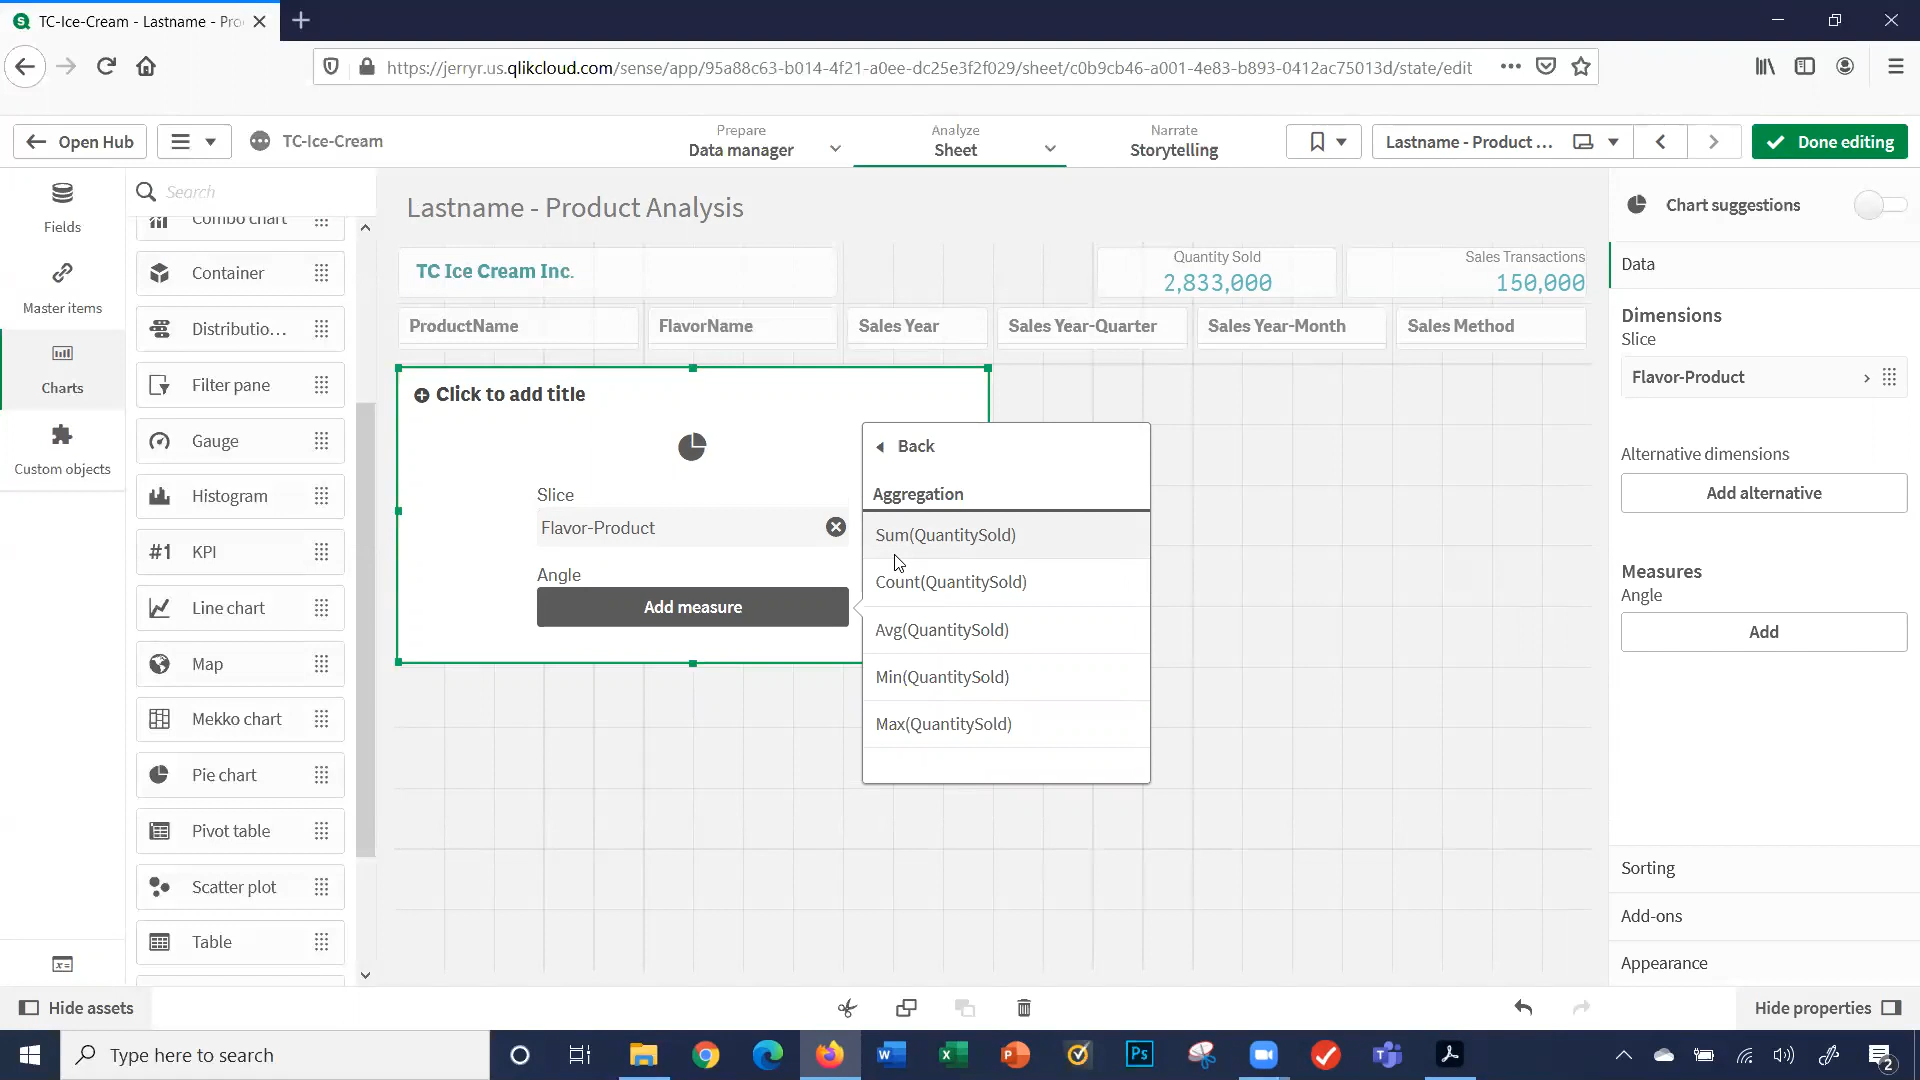 TC-Ice-Cream - Lastname - Pro
https://jerryr.us.qlikcloud.com/sense/app/95a88c63-b014-4f21-a0ee-dc25e3f2f029/sheet/c0b9cb46-a001-4e83-b893-0412ac75013d/state/edit
Open Hub
TC-Ice-Cream
Prepare
Data manager
Analyze
Sheet
Narrate
Storytelling
Lastname - Product ...
Done editing
Fields
Master items
Charts
Custom objects
Search
Combo chart
Container
Distributio...
Filter pane
Gauge
Histogram
#1 KPI
Line chart
Map
Mekko chart
Pie chart
Pivot table
Scatter plot
Table
Lastname - Product Analysis
TC Ice Cream Inc.
Quantity Sold
2,833,000
Sales Transactions
150,000
ProductName
FlavorName
Sales Year
Sales Year-Quarter
Sales Year-Month
Sales Method
Click to add title
Slice
Flavor-Product
Angle
Add measure
Back
Aggregation
Sum(QuantitySold)
Count(QuantitySold)
Avg(QuantitySold)
Min(QuantitySold)
Max(QuantitySold)
Chart suggestions
Data
Dimensions
Slice
Flavor-Product
Alternative dimensions
Add alternative
Measures
Angle
Add
Sorting
Add-ons
Appearance
Hide assets
Hide properties
Type here to search
Ps
2